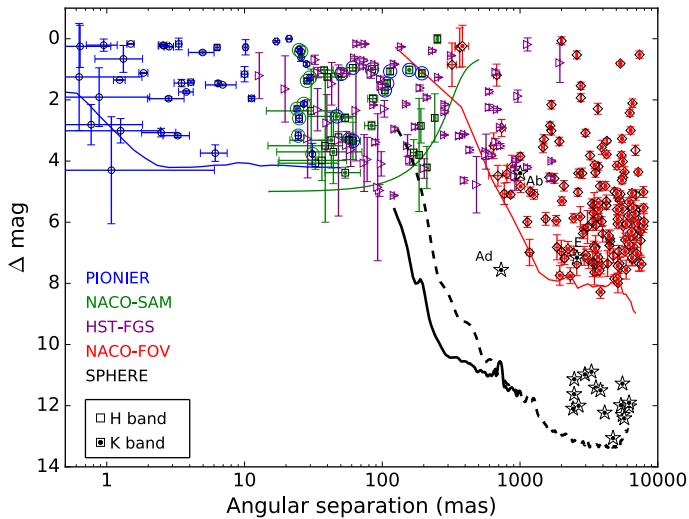 0
2
4
6
8
10
12
14
Δ mag
Ab
Ad
E
PIONIER
NACO-SAM
HST-FGS
NACO-FOV
SPHERE
H band
K band
1
10
100
1000
10000
Angular separation (mas)